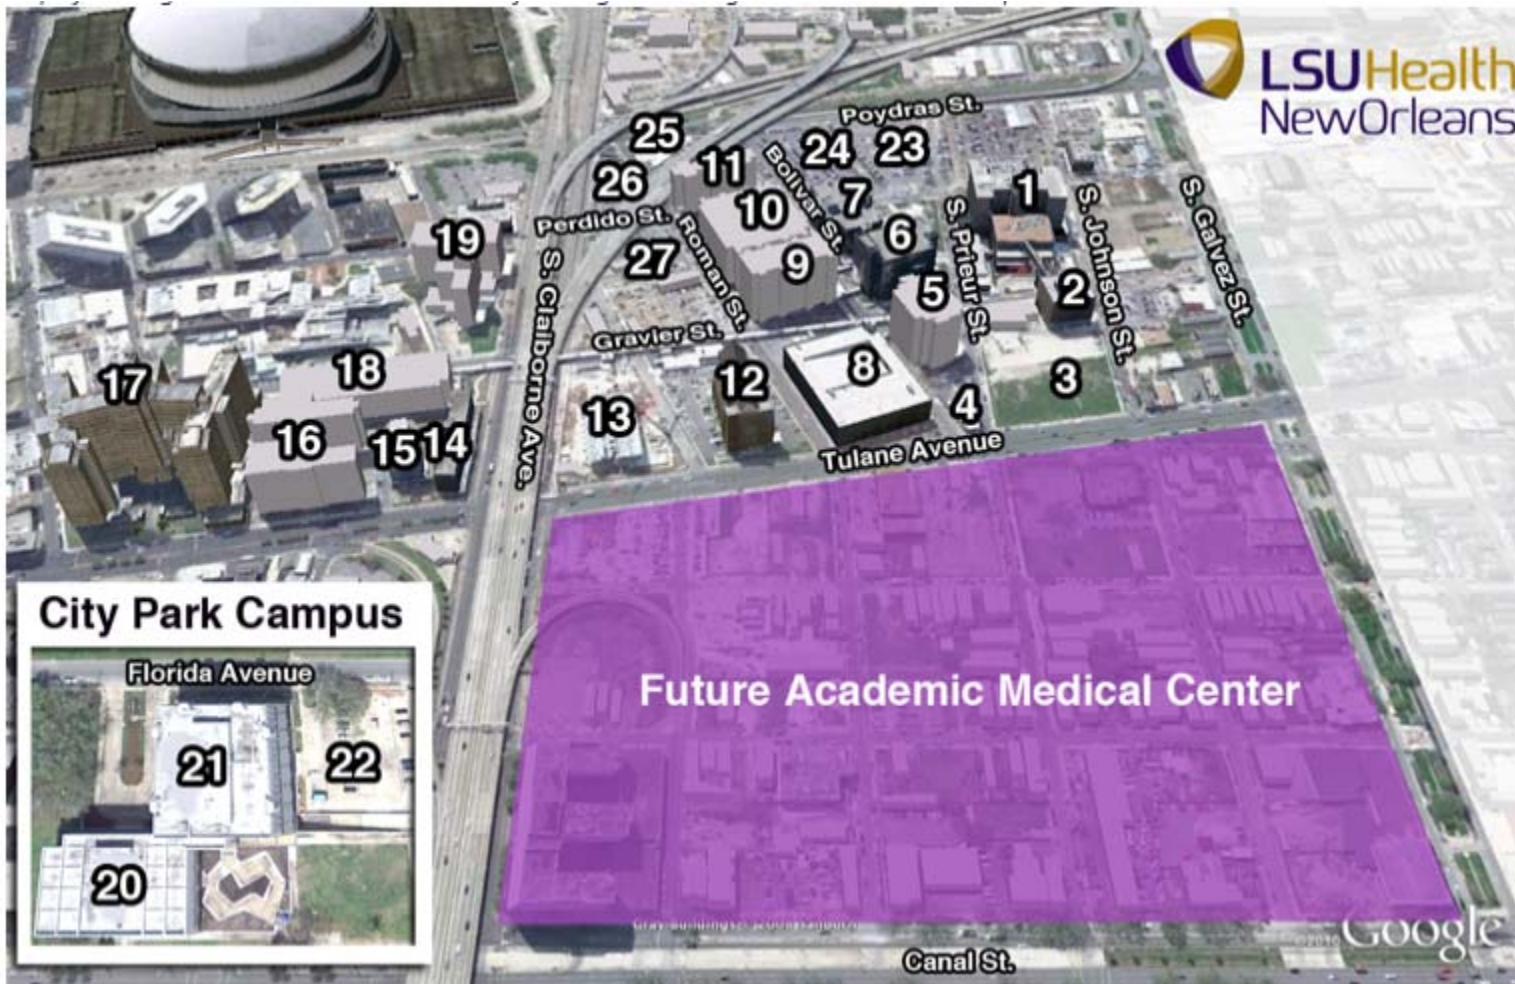 LSUHealth
NewOrleans
Poydras St.
25
24
23
11
Bolivar St.
26
7
1
10
S. Prieur St.
S. Johnson St.
S. Galvez St.
Perdido St.
Roman St.
19
6
27
9
5
2
S. Claiborne Ave.
Gravier St.
17
18
12
8
3
4
13
16
15
14
Tulane Avenue
City Park Campus
Florida Avenue
21
22
20
Future Academic Medical Center
Google
Canal St.